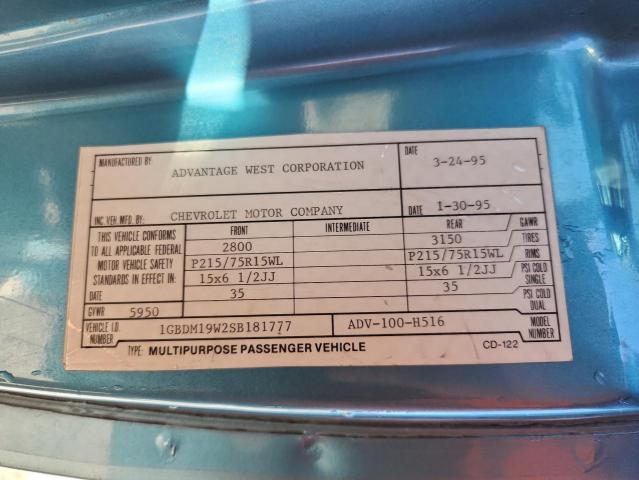 MANUFACTURED BY: ADVANTAGE WEST CORPORATION DATE 3-24-95
INC. VEH. MFD. BY: CHEVROLET MOTOR COMPANY DATE 1-30-95
THIS VEHICLE CONFORMS FRONT INTERMEDIATE REAR GAWR
TO ALL APPLICABLE FEDERAL 2800 3150 TIRES
MOTOR VEHICLE SAFETY P215/75R15WL P215/75R15WL RIMS
STANDARDS IN EFFECT IN: 15x6 1/2JJ 15x6 1/2JJ PSI COLD SINGLE
DATE 35 35 PSI COLD DUAL
GVWR 5950
VEHICLE I.D. NUMBER 1GBDM19W2SB181777 ADV-100-H516 MODEL NUMBER
TYPE: MULTIPURPOSE PASSENGER VEHICLE CD-122